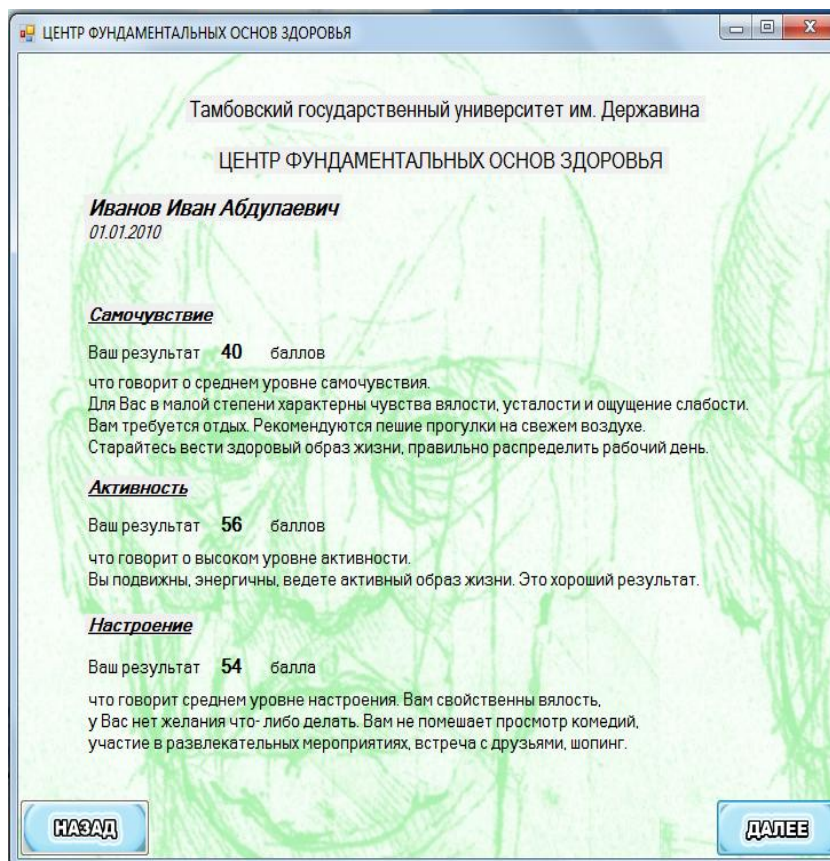 ЦЕНТР ФУНДАМЕНТАЛЬНЫХ ОСНОВ ЗДОРОВЬЯ
Тамбовский государственный университет им. Державина
ЦЕНТР ФУНДАМЕНТАЛЬНЫХ ОСНОВ ЗДОРОВЬЯ
Иванов Иван Абдулаевич
01.01.2010
Самочувствие
Ваш результат 40 баллов
что говорит о среднем уровне самочувствия.
Для Вас в малой степени характерны чувства вялости, усталости и ощущение слабости.
Вам требуется отдых. Рекомендуются пешие прогулки на свежем воздухе.
Старайтесь вести здоровый образ жизни, правильно распределить рабочий день.
Активность
Ваш результат 56 баллов
что говорит о высоком уровне активности.
Вы подвижны, энергичны, ведете активный образ жизни. Это хороший результат.
Настроение
Ваш результат 54 балла
что говорит среднем уровне настроения. Вам свойственны вялость,
у Вас нет желания что- либо делать. Вам не помешает просмотр комедий,
участие в развлекательных мероприятиях, встреча с друзьями, шопинг.
НАЗАД ДАЛЕЕ